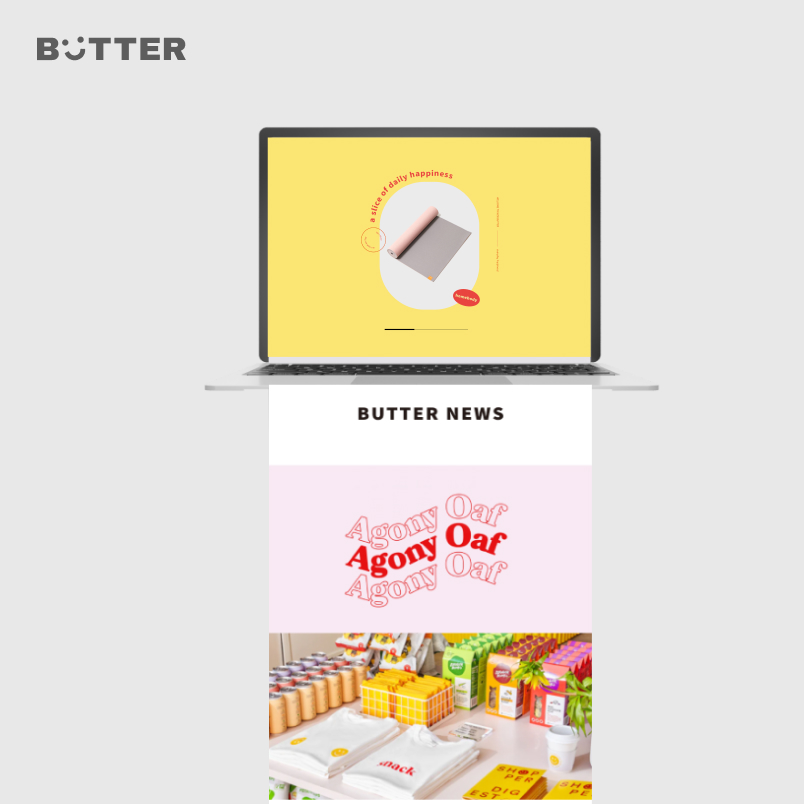 BUTTER
a slice of daily happiness
homebody
BUTTER NEWS
Agony Oaf
Agony Oaf
Agony Oaf
snack
SHOP
PER
DIG
EST